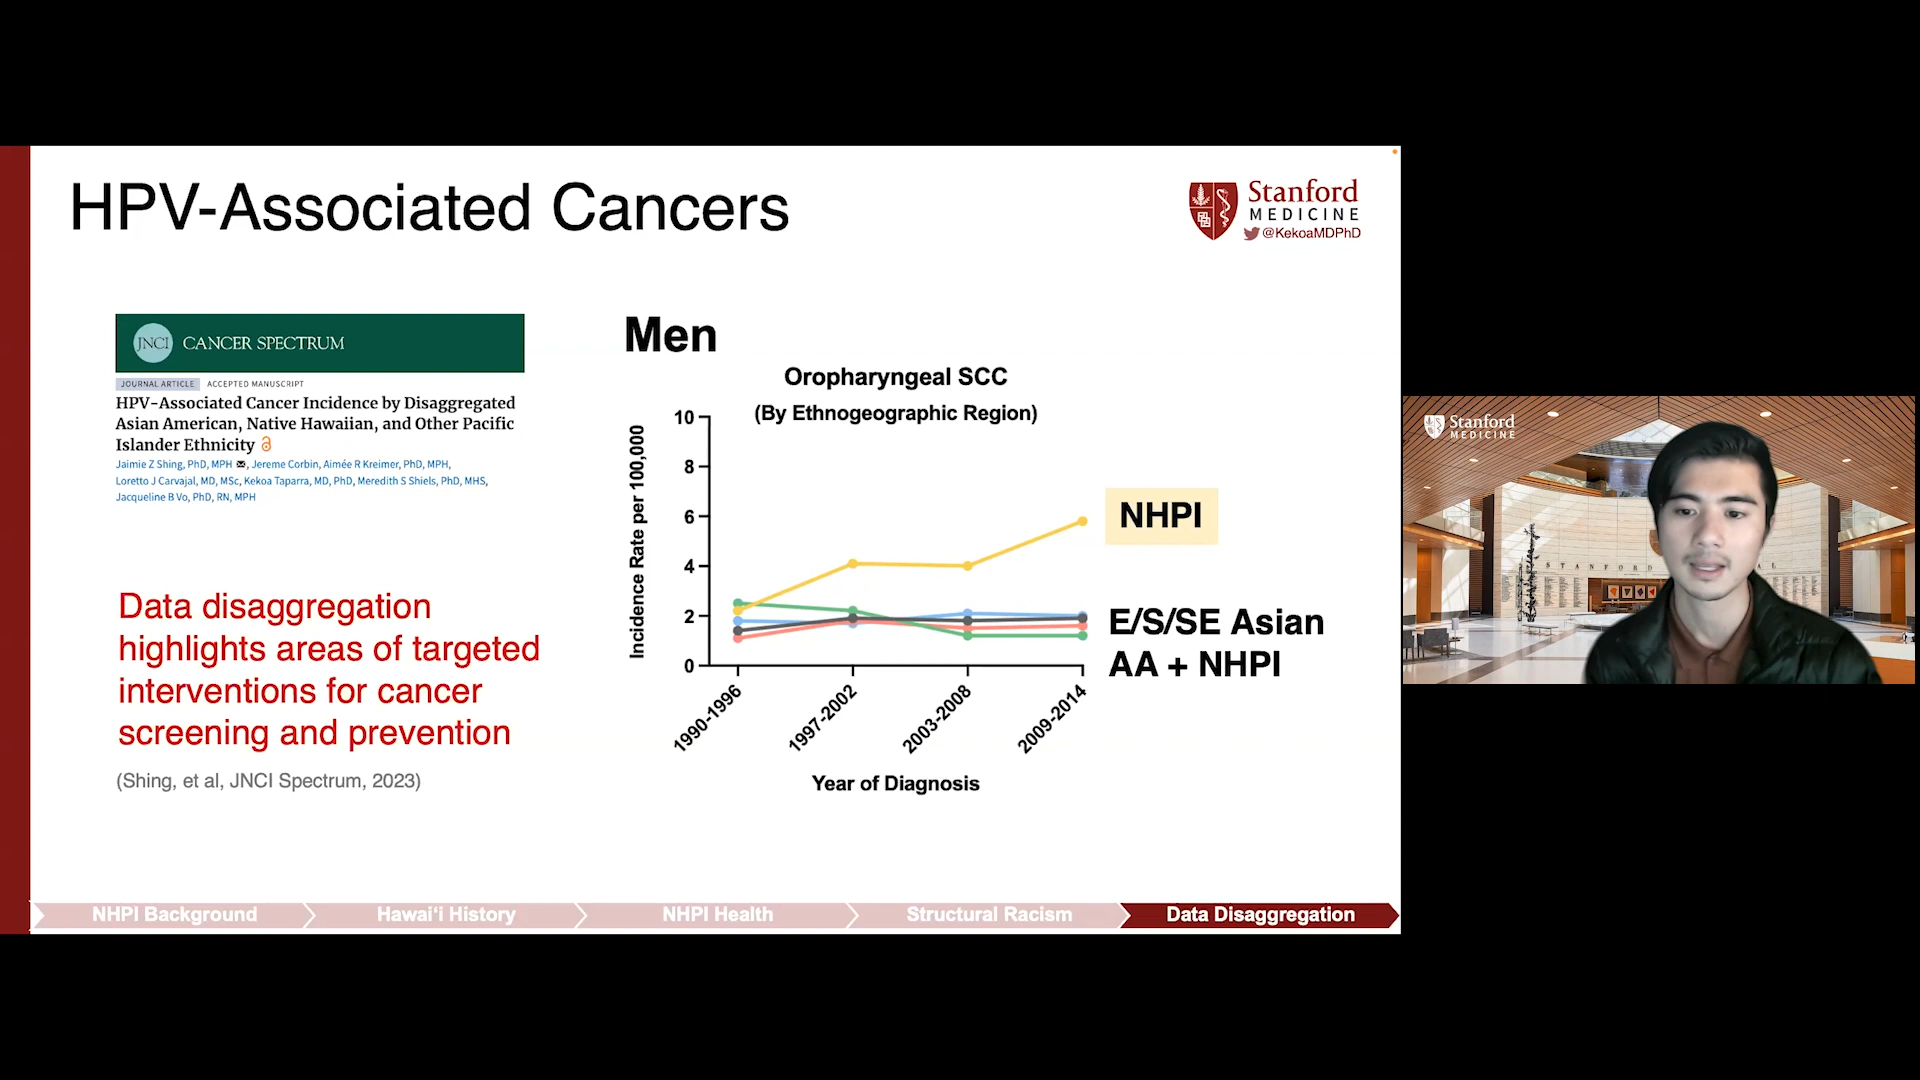 HPV-Associated Cancers
Stanford
MEDICINE
@KekoaMDPhD
JNCI CANCER SPECTRUM
JOURNAL ARTICLE ACCEPTED MANUSCRIPT
HPV-Associated Cancer Incidence by Disaggregated
Asian American, Native Hawaiian, and Other Pacific
Islander Ethnicity
Jaimie Z Shing, PhD, MPH, Jereme Corbin, Aimée R Kreimer, PhD, MPH,
Loretto J Carvajal, MD, MSc, Kekoa Taparra, MD, PhD, Meredith S Shiels, PhD, MHS,
Jacqueline B Vo, PhD, RN, MPH
Data disaggregation
highlights areas of targeted
interventions for cancer
screening and prevention
(Shing, et al, JNCI Spectrum, 2023)
Men
Oropharyngeal SCC
(By Ethnogeographic Region)
Incidence Rate per 100,000
10
8
6
4
2
0
1990-1996
1997-2002
2003-2008
2009-2014
Year of Diagnosis
NHPI
E/S/SE Asian
AA + NHPI
NHPI Background
Hawai‘i History
NHPI Health
Structural Racism
Data Disaggregation
Stanford
MEDICINE